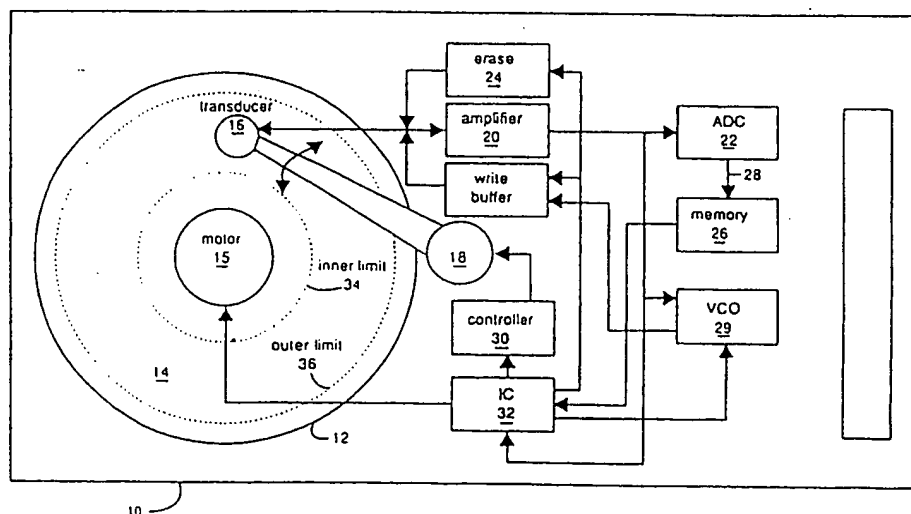 erase
24
transducer
16
amplifier
20
ADC
22
write
buffer
28
memory
26
motor
15
18
inner limit
34
VCO
29
controller
30
outer limit
36
14
IC
32
12
10